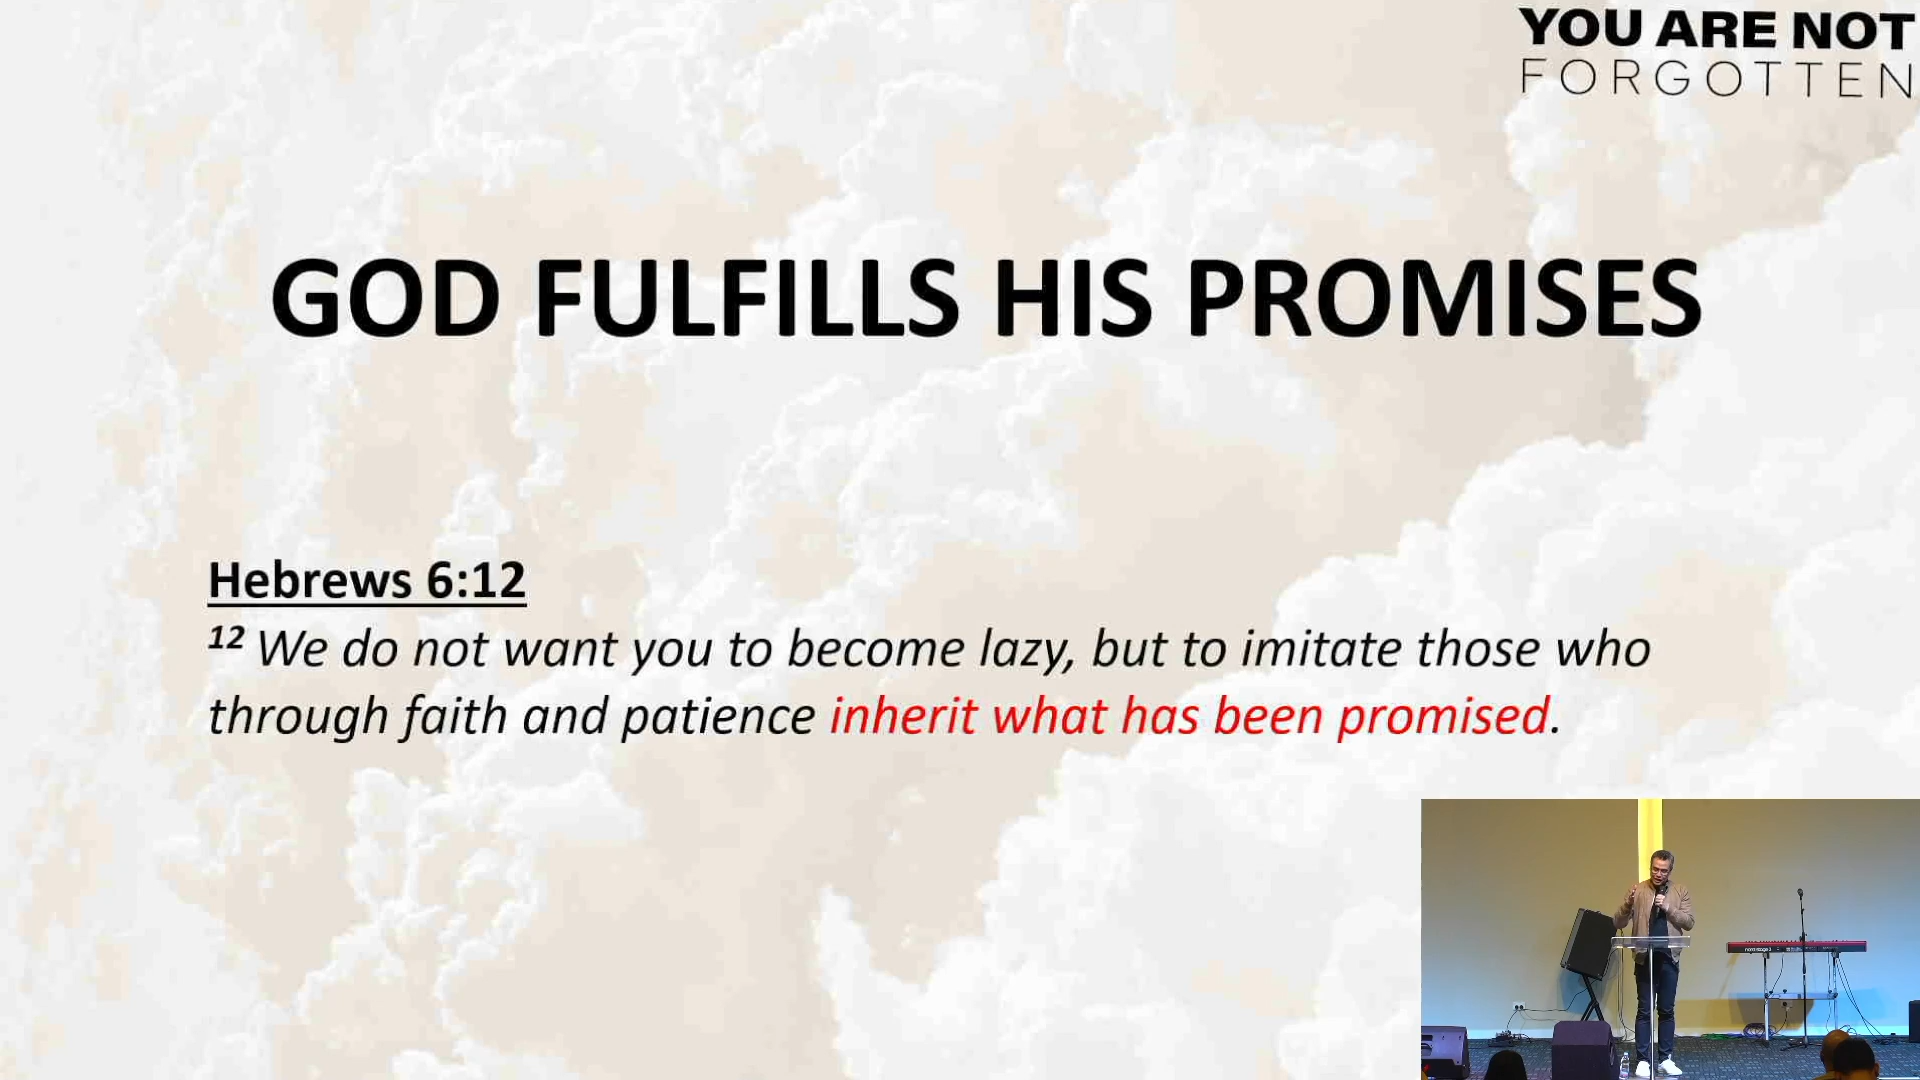 YOU ARE NOT
FORGOTTEN
GOD FULFILLS HIS PROMISES
Hebrews 6:12
12 We do not want you to become lazy, but to imitate those who
through faith and patience inherit what has been promised.